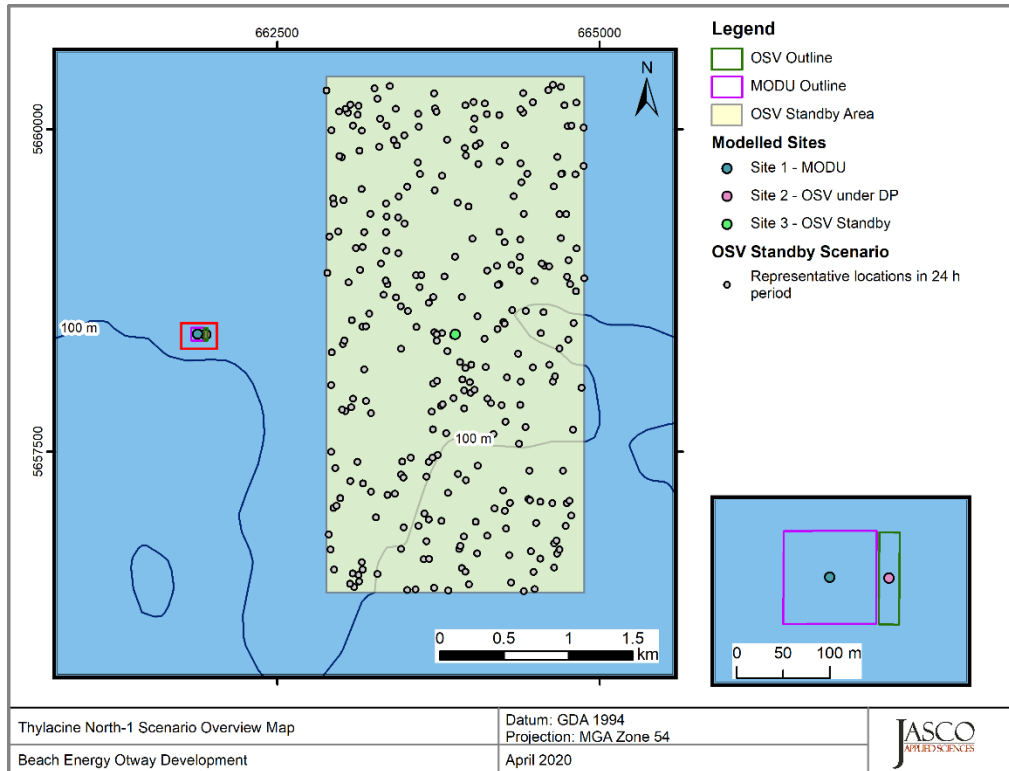 662500
665000
5660000
5657500
N
100 m
100 m
0
0.5
1
1.5
km
Legend
OSV Outline
MODU Outline
OSV Standby Area
Modelled Sites
Site 1 - MODU
Site 2 - OSV under DP
Site 3 - OSV Standby
OSV Standby Scenario
Representative locations in 24 h
period
0
50
100 m
Thylacine North-1 Scenario Overview Map
Datum: GDA 1994
Projection: MGA Zone 54
Beach Energy Otway Development
April 2020
JASCO
APPLIED SCIENCES